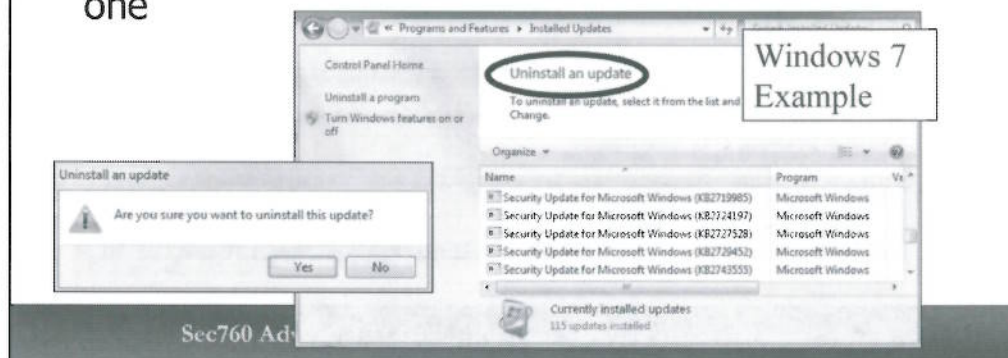 one
« Programs and Features ▸ Installed Updates
Windows 7
Example
Control Panel Home
Uninstall a program
Turn Windows features on or
off
Uninstall an update
To uninstall an update, select it from the list and
Change.
Organize
Name Program
Security Update for Microsoft Windows (KB2719985) Microsoft Windows
Security Update for Microsoft Windows (KB2724197) Microsoft Windows
Security Update for Microsoft Windows (KB2727528) Microsoft Windows
Security Update for Microsoft Windows (KB2729452) Microsoft Windows
Security Update for Microsoft Windows (KB2743555) Microsoft Windows
Currently installed updates
115 updates installed
Uninstall an update
Are you sure you want to uninstall this update?
Yes No
Sec760 Adv